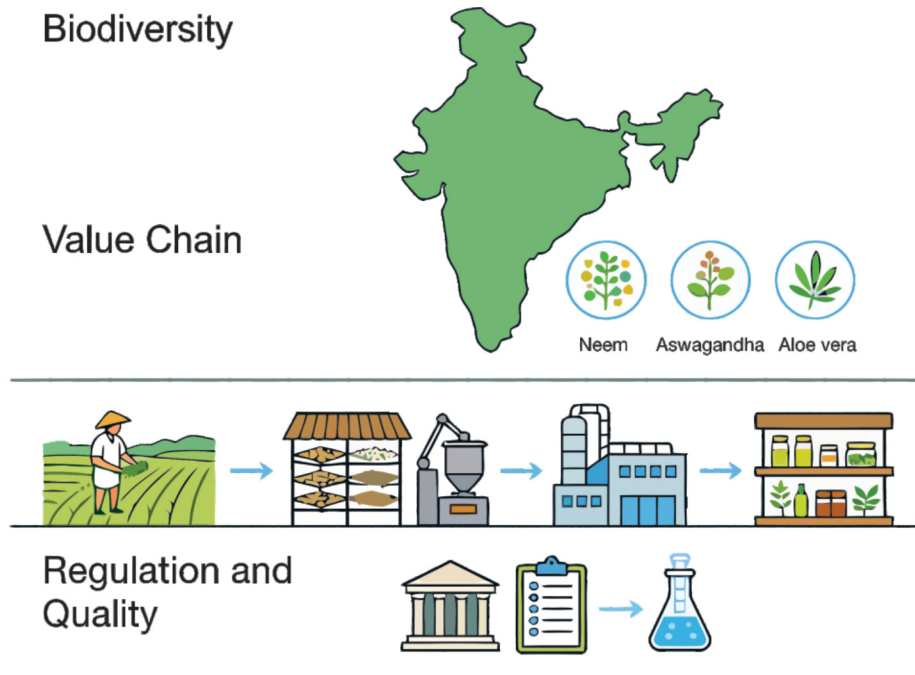 Biodiversity
Value Chain
Neem
Aswagandha
Aloe vera
Regulation and
Quality